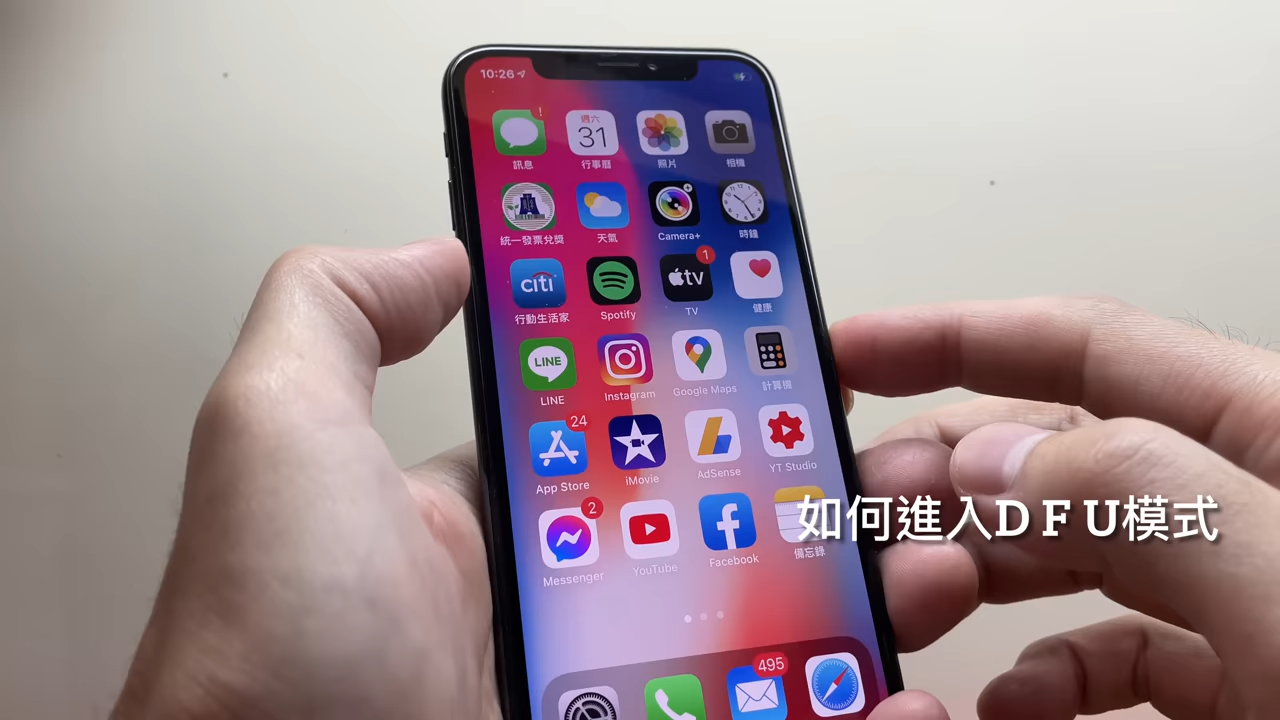 10:26
!
週六
31
訊息
行事曆
照片
相機
統一發票兌獎
天氣
Camera+
時鐘
citi
tv
1
行動生活家
Spotify
TV
健康
LINE
LINE
Instagram
Google Maps
計算機
24
App Store
iMovie
AdSense
YT Studio
2
Messenger
YouTube
Facebook
備忘錄
如何進入DFU模式
495